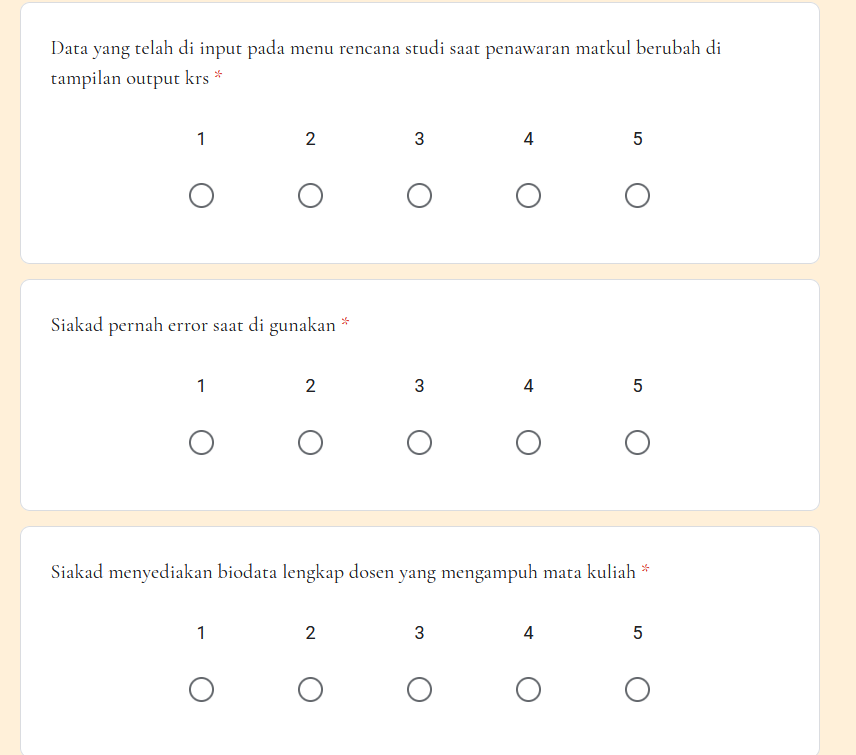 Data yang telah di input pada menu rencana studi saat penawaran matkul berubah di
tampilan output krs *
1 2 3 4 5
Siakad pernah error saat di gunakan *
1 2 3 4 5
Siakad menyediakan biodata lengkap dosen yang mengampuh mata kuliah *
1 2 3 4 5